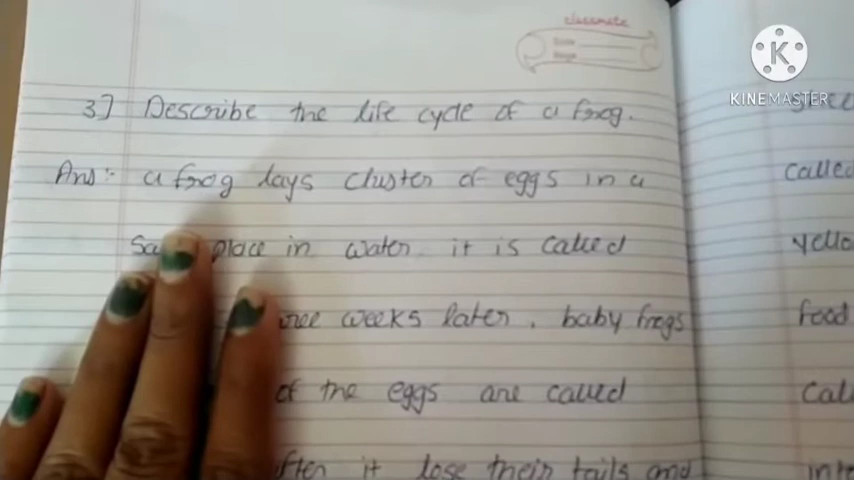 classmate
Date
Page
KINEMASTER
3] Describe the life cycle of a frog.
Ans:- a frog lays cluster of eggs in a
place in water. it is called
weeks later, baby frogs
of the eggs are called
it lose their tails and
called
yello
food
cal